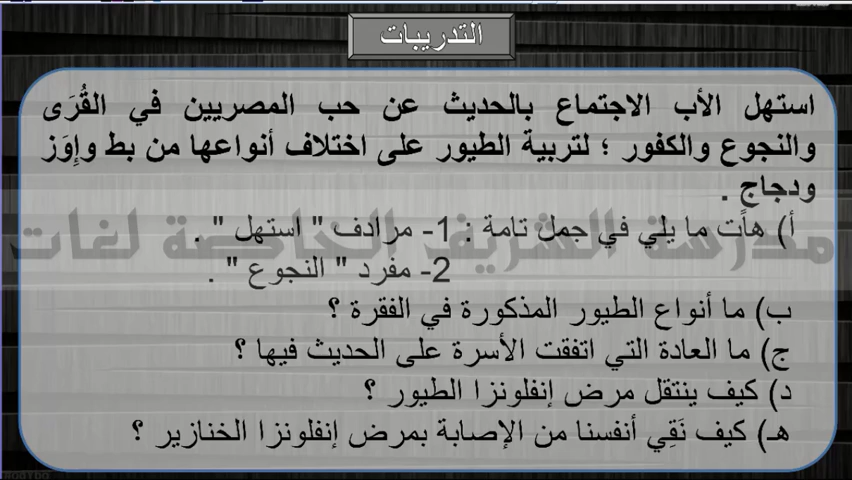 التدريبات
استهل الأب الاجتماع بالحديث عن حب المصريين في القُرَى
والنجوع والكفور ؛ لتربية الطيور على اختلاف أنواعها من بط وإِوَز
ودجاج .
أ) هات ما يلي في جمل تامة : 1- مرادف " استهل " .
2- مفرد " النجوع " .
ب) ما أنواع الطيور المذكورة في الفقرة ؟
ج) ما العادة التي اتفقت الأسرة على الحديث فيها ؟
د) كيف ينتقل مرض إنفلونزا الطيور ؟
هـ) كيف نَقِي أنفسنا من الإصابة بمرض إنفلونزا الخنازير ؟
مدرسة الشريف الخاصة لغات